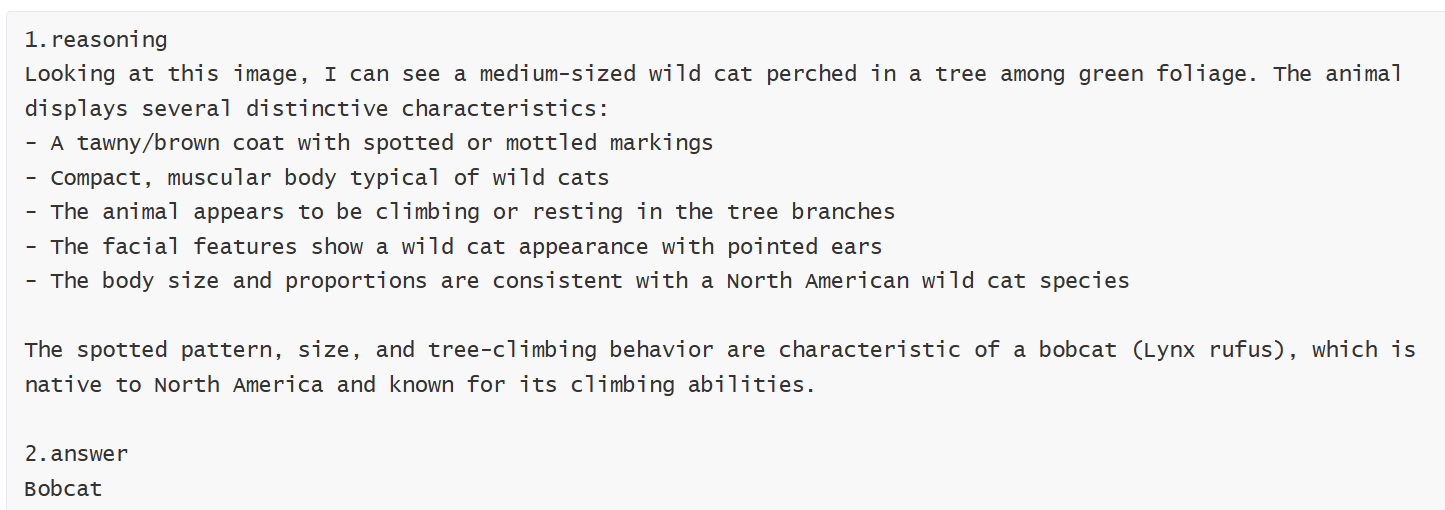 1.reasoning
Looking at this image, I can see a medium-sized wild cat perched in a tree among green foliage. The animal
displays several distinctive characteristics:
- A tawny/brown coat with spotted or mottled markings
- Compact, muscular body typical of wild cats
- The animal appears to be climbing or resting in the tree branches
- The facial features show a wild cat appearance with pointed ears
- The body size and proportions are consistent with a North American wild cat species
The spotted pattern, size, and tree-climbing behavior are characteristic of a bobcat (Lynx rufus), which is
native to North America and known for its climbing abilities.
2.answer
Bobcat